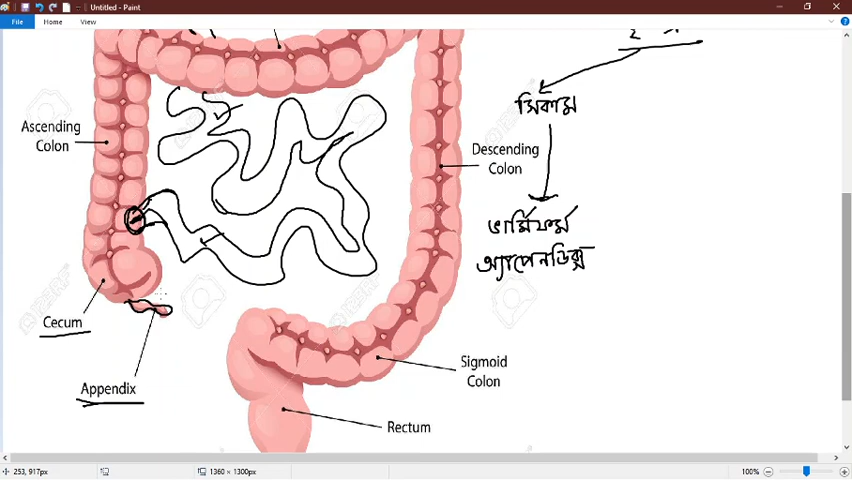 Untitled - Paint
File Home View
সিকাম
Ascending
Colon
Descending
Colon
ভার্মিফর্ম
অ্যাপেনডিক্স
Cecum
Appendix
Sigmoid
Colon
Rectum
253, 917px
1360 × 1300px
100%